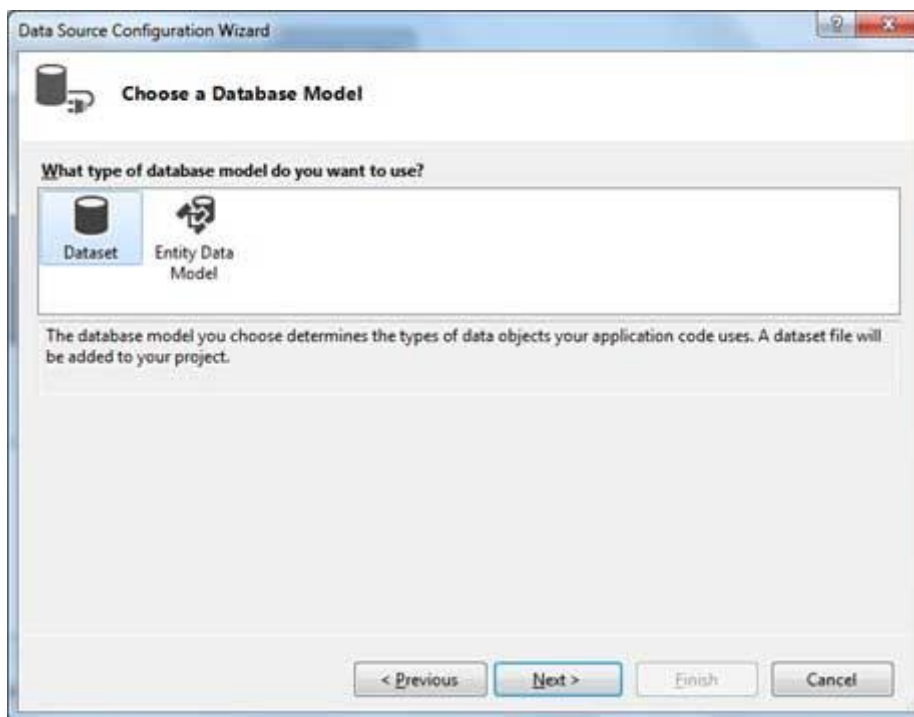 Data Source Configuration Wizard
Choose a Database Model
What type of database model do you want to use?
Dataset
Entity Data
Model
The database model you choose determines the types of data objects your application code uses. A dataset file will
be added to your project.
< Previous
Next >
Finish
Cancel